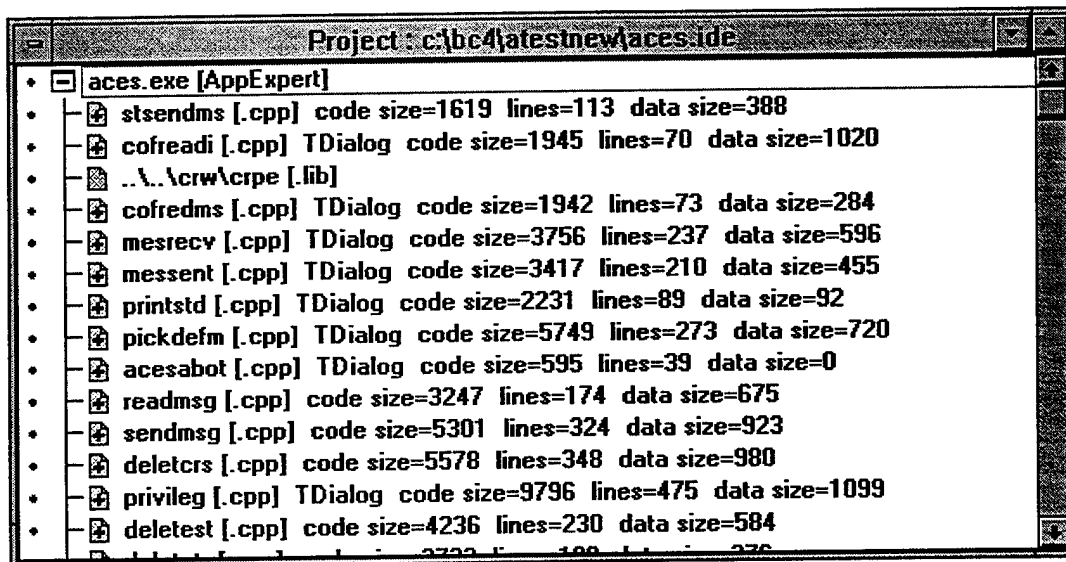 Project : c:\bc4\atestnew\aces.ide
aces.exe [AppExpert]
stsendms [.cpp] code size=1619 lines=113 data size=388
cofreadi [.cpp] TDialog code size=1945 lines=70 data size=1020
..\..\crw\crpe [.lib]
cofredms [.cpp] TDialog code size=1942 lines=73 data size=284
mesrecv [.cpp] TDialog code size=3756 lines=237 data size=596
messent [.cpp] TDialog code size=3417 lines=210 data size=455
printstd [.cpp] TDialog code size=2231 lines=89 data size=92
pickdefm [.cpp] TDialog code size=5749 lines=273 data size=720
acesabot [.cpp] TDialog code size=595 lines=39 data size=0
readmsg [.cpp] code size=3247 lines=174 data size=675
sendmsg [.cpp] code size=5301 lines=324 data size=923
deletcrs [.cpp] code size=5578 lines=348 data size=980
privileg [.cpp] TDialog code size=9796 lines=475 data size=1099
deletest [.cpp] code size=4236 lines=230 data size=584